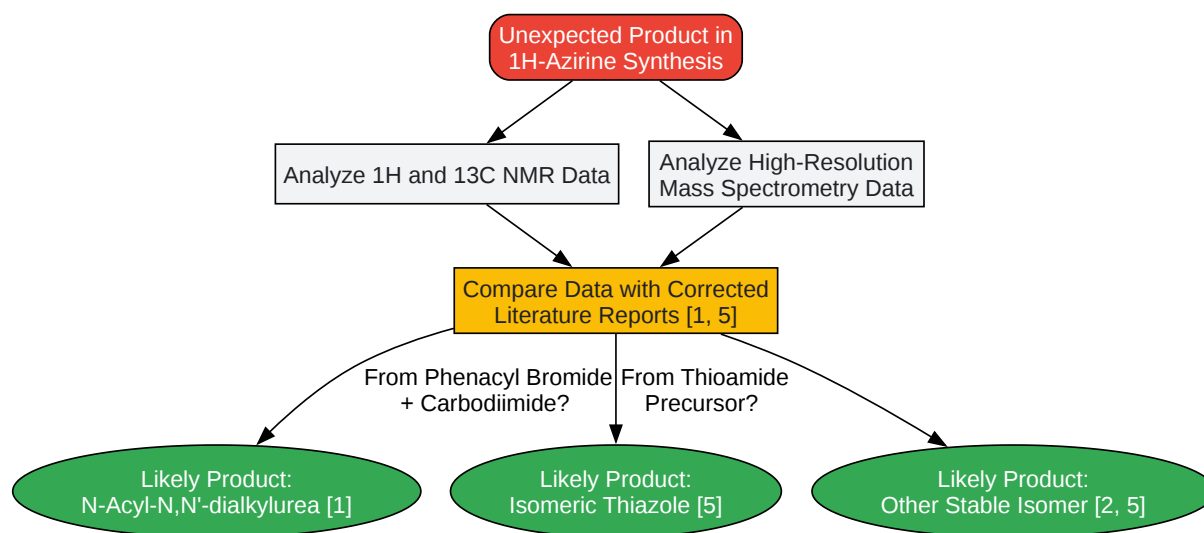 Unexpected Product in
1H-Azirine Synthesis
Analyze 1H and 13C NMR Data
Analyze High-Resolution
Mass Spectrometry Data
Compare Data with Corrected
Literature Reports [1, 5]
From Phenacyl Bromide
+ Carbodiimide?
From Thioamide
Precursor?
Likely Product:
N-Acyl-N,N'-dialkylurea [1]
Likely Product:
Isomeric Thiazole [5]
Likely Product:
Other Stable Isomer [2, 5]